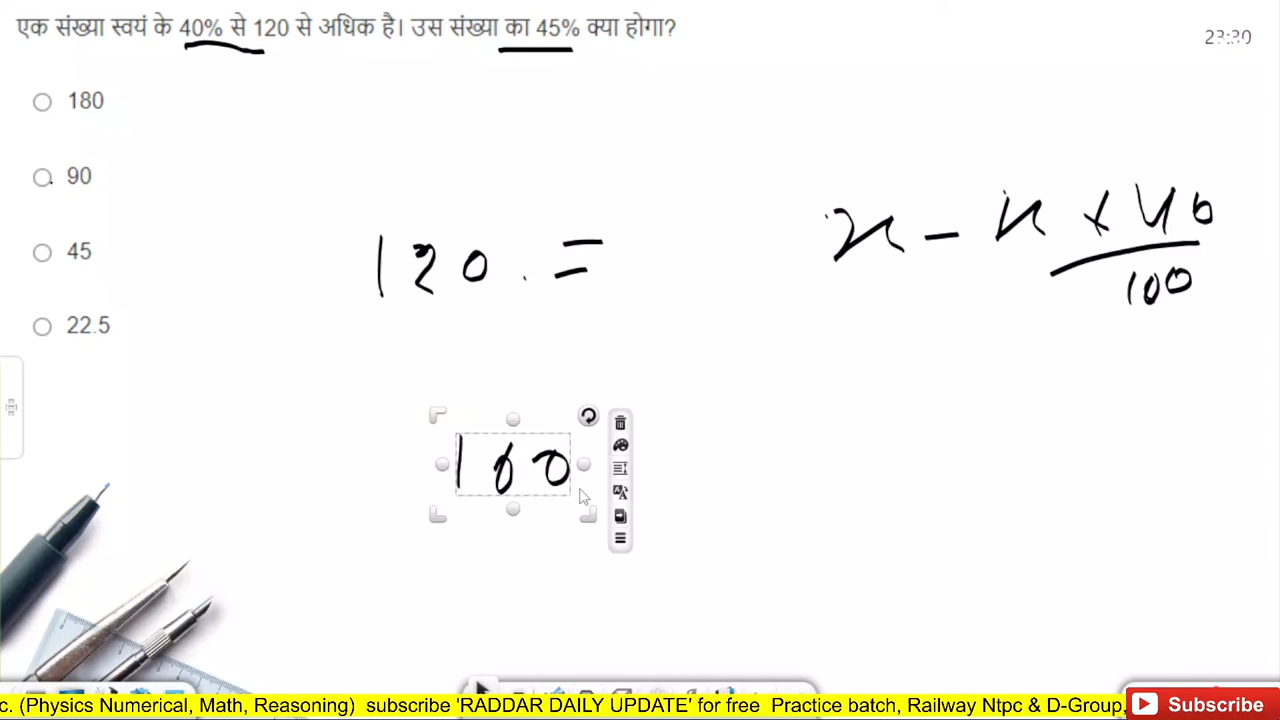 एक संख्या स्वयं के 40% से 120 से अधिक है। उस संख्या का 45% क्या होगा?
23:30
180
90
45
22.5
120 = x - x × 40
100
100
c. (Physics Numerical, Math, Reasoning) subscribe 'RADDAR DAILY UPDATE' for free Practice batch, Railway Ntpc & D-Group,
Subscribe